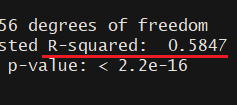 56 degrees of freedom
sted R-squared: 0.5847
p-value: < 2.2e-16